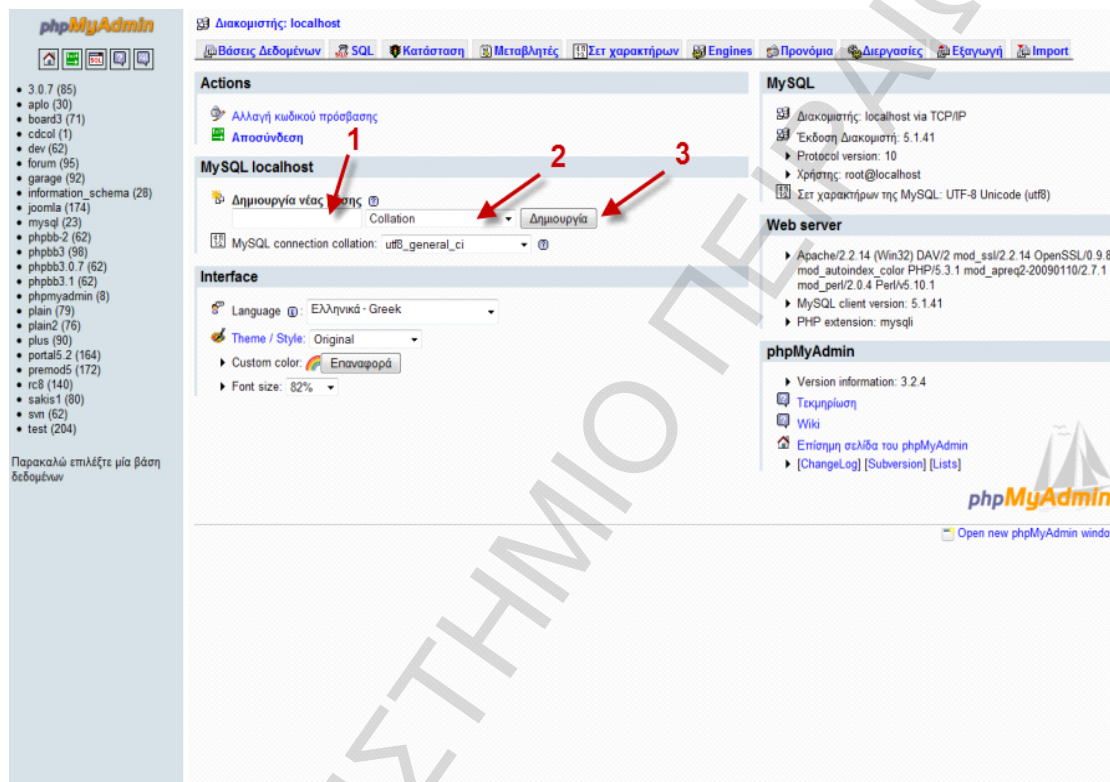 phpMyAdmin
3.0.7 (85)
aplo (30)
board3 (71)
cdcol (1)
dev (62)
forum (95)
garage (92)
information_schema (28)
joomla (174)
mysql (23)
phpbb-2 (62)
phpbb3 (98)
phpbb3.0.7 (62)
phpbb3.1 (62)
phpmyadmin (8)
plain (79)
plain2 (76)
plus (90)
portal5.2 (164)
premod5 (172)
rc8 (140)
sakis1 (80)
svn (62)
test (204)
Παρακαλώ επιλέξτε μία βάση
δεδομένων
Διακομιστής: localhost
Βάσεις Δεδομένων SQL Κατάσταση Μεταβλητές Σετ χαρακτήρων Engines Προνόμια Διεργασίες Εξαγωγή Import
Actions
Αλλαγή κωδικού πρόσβασης
Αποσύνδεση
1
2
3
MySQL localhost
Δημιουργία νέας βάσης
Collation Δημιουργία
MySQL connection collation: utf8_general_ci
Interface
Language : Ελληνικά - Greek
Theme / Style: Original
Custom color: Επαναφορά
Font size: 82%
MySQL
Διακομιστής: localhost via TCP/IP
Έκδοση Διακομιστή: 5.1.41
Protocol version: 10
Χρήστης: root@localhost
Σετ χαρακτήρων της MySQL: UTF-8 Unicode (utf8)
Web server
Apache/2.2.14 (Win32) DAV/2 mod_ssl/2.2.14 OpenSSL/0.9.8
mod_autoindex_color PHP/5.3.1 mod_apreq2-20090110/2.7.1
mod_perl/2.0.4 Perl/v5.10.1
MySQL client version: 5.1.41
PHP extension: mysqli
phpMyAdmin
Version information: 3.2.4
Τεκμηρίωση
Wiki
Επίσημη σελίδα του phpMyAdmin
[ChangeLog] [Subversion] [Lists]
phpMyAdmin
Open new phpMyAdmin windo
ΣΤΗΜΙΟ ΠΕΙΡΑΙΩ